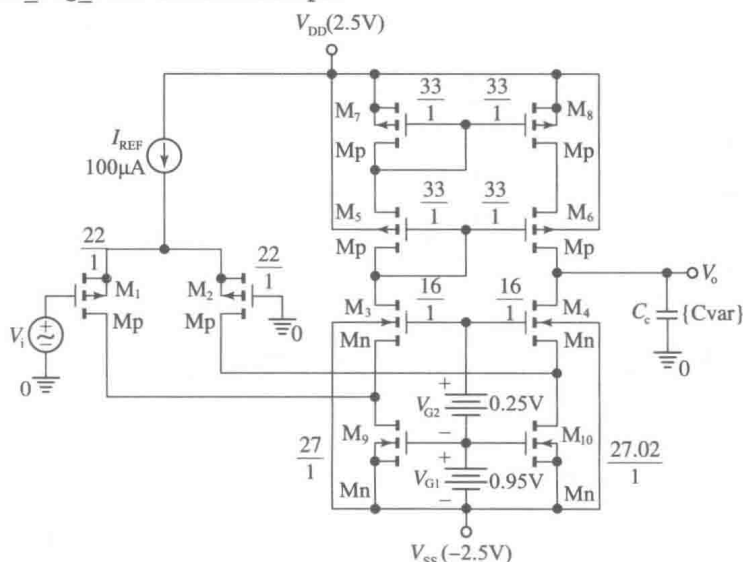 V_DD(2.5V)
33
1
33
1
M7
M8
Mp
Mp
I_REF
100μA
33
1
33
1
M5
M6
Mp
Mp
22
1
22
1
M1
M2
Mp
Mp
Vi
+
0
0
M3
16
1
16
1
M4
Mn
Mn
Vo
Cc
{Cvar}
0
+
V_G2
0.25V
−
M9
M10
27
1
+
V_G1
0.95V
−
27.02
1
Mn
Mn
V_SS(−2.5V)